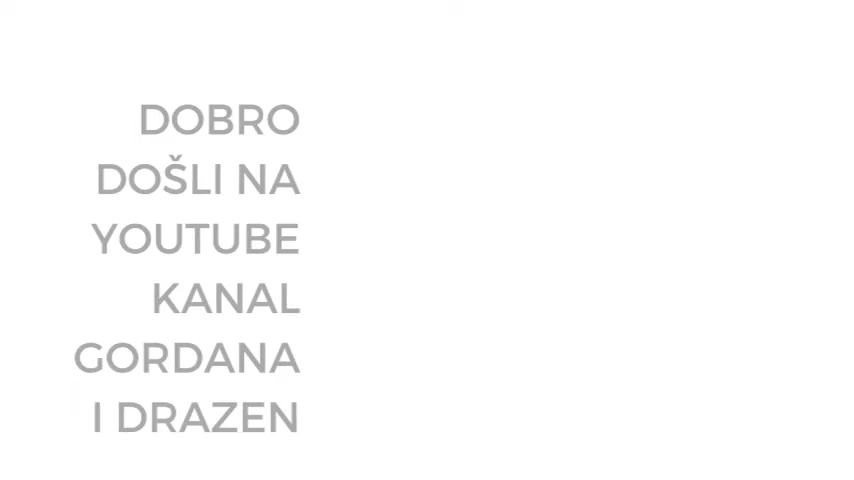 DOBRO
DOŠLI NA
YOUTUBE
KANAL
GORDANA
I DRAZEN